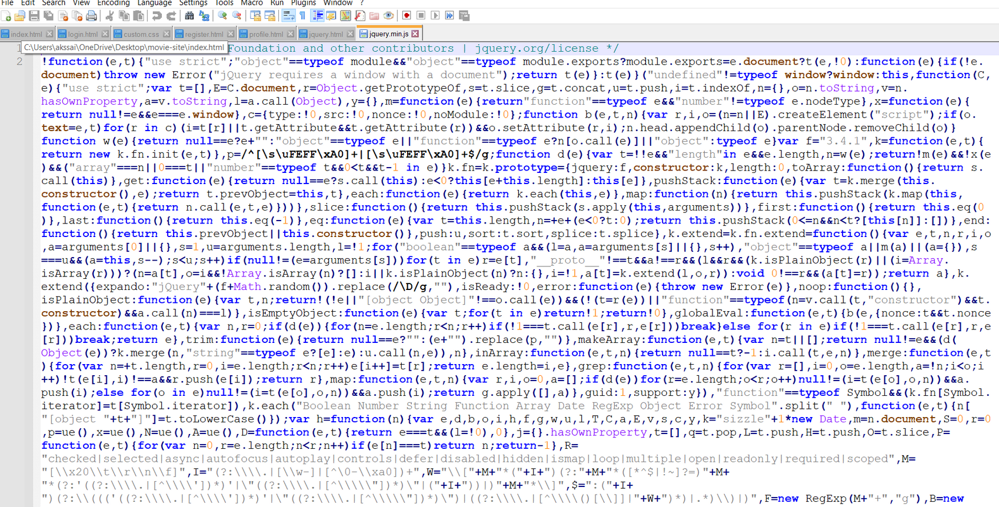 File Edit Search View Encoding Language Settings Tools Macro Run Plugins Window ?
index.html login.html custom.css register.html profile.html jquery.html jquery.min.js
C:\Users\akssai\OneDrive\Desktop\movie-site\index.html
1 Foundation and other contributors | jquery.org/license */
2 !function(e,t){"use strict";"object"==typeof module&&"object"==typeof module.exports?module.exports=e.document?t(e,!0):function(e){if(!e.
document)throw new Error("jQuery requires a window with a document");return t(e)}:t(e)}("undefined"!=typeof window?window:this,function(C,
e){"use strict";var t=[],E=C.document,r=Object.getPrototypeOf,s=t.slice,g=t.concat,u=t.push,i=t.indexOf,n={},o=n.toString,v=n.
hasOwnProperty,a=v.toString,l=a.call(Object),y={},m=function(e){return"function"==typeof e&&"number"!=typeof e.nodeType},x=function(e){
return null!=e&&e===e.window},c={type:!0,src:!0,nonce:!0,noModule:!0};function b(e,t,n){var r,i,o=(n=n||E).createElement("script");if(o.
text=e,t)for(r in c)(i=t[r]||t.getAttribute&&t.getAttribute(r))&&o.setAttribute(r,i);n.head.appendChild(o).parentNode.removeChild(o)}
function w(e){return null==e?e+"":"object"==typeof e||"function"==typeof e?n[o.call(e)]||"object":typeof e}var f="3.4.1",k=function(e,t){
return new k.fn.init(e,t)},p=/^[\s\uFEFF\xA0]+|[\s\uFEFF\xA0]+$/g;function d(e){var t=!!e&&"length"in e&&e.length,n=w(e);return!m(e)&&!x(e
)&&("array"===n||0===t||"number"==typeof t&&0<t&&t-1 in e)}k.fn=k.prototype={jquery:f,constructor:k,length:0,toArray:function(){return s.
call(this)},get:function(e){return null==e?s.call(this):e<0?this[e+this.length]:this[e]},pushStack:function(e){var t=k.merge(this.
constructor(),e);return t.prevObject=this,t},each:function(e){return k.each(this,e)},map:function(n){return this.pushStack(k.map(this,
function(e,t){return n.call(e,t,e)}))},slice:function(){return this.pushStack(s.apply(this,arguments))},first:function(){return this.eq(0
)},last:function(){return this.eq(-1)},eq:function(e){var t=this.length,n=+e+(e<0?t:0);return this.pushStack(0<=n&&n<t?[this[n]]:[])},end:
function(){return this.prevObject||this.constructor()},push:u,sort:t.sort,splice:t.splice},k.extend=k.fn.extend=function(){var e,t,n,r,i,o
,a=arguments[0]||{},s=1,u=arguments.length,l=!1;for("boolean"==typeof a&&(l=a,a=arguments[s]||{},s++),"object"==typeof a||m(a)||(a={}),s
===u&&(a=this,s--);s<u;s++)if(null!=(e=arguments[s]))for(t in e)r=e[t],"__proto__"!==t&&a!==r&&(l&&r&&(k.isPlainObject(r)||(i=Array.
isArray(r)))?(n=a[t],o=i&&!Array.isArray(n)?[]:i||k.isPlainObject(n)?n:{},i=!1,a[t]=k.extend(l,o,r)):void 0!==r&&(a[t]=r));return a},k.
extend({expando:"jQuery"+(f+Math.random()).replace(/\D/g,""),isReady:!0,error:function(e){throw new Error(e)},noop:function(){},
isPlainObject:function(e){var t,n;return!(!e||"[object Object]"!==o.call(e))&&(!(t=r(e))||"function"==typeof(n=v.call(t,"constructor")&&t.
constructor)&&a.call(n)===l)},isEmptyObject:function(e){var t;for(t in e)return!1;return!0},globalEval:function(e,t){b(e,{nonce:t&&t.nonce
})},each:function(e,t){var n,r=0;if(d(e)){for(n=e.length;r<n;r++)if(!1===t.call(e[r],r,e[r]))break}else for(r in e)if(!1===t.call(e[r],r,e
[r]))break;return e},trim:function(e){return null==e?"":(e+"").replace(p,"")},makeArray:function(e,t){var n=t||[];return null!=e&&(d(
Object(e))?k.merge(n,"string"==typeof e?[e]:e):u.call(n,e)),n},inArray:function(e,t,n){return null==t?-1:i.call(t,e,n)},merge:function(e,t
){for(var n=+t.length,r=0,i=e.length;r<n;r++)e[i++]=t[r];return e.length=i,e},grep:function(e,t,n){for(var r=[],i=0,o=e.length,a=!n;i<o;i
++)!t(e[i],i)!==a&&r.push(e[i]);return r},map:function(e,t,n){var r,i,o=0,a=[];if(d(e))for(r=e.length;o<r;o++)null!=(i=t(e[o],o,n))&&a.
push(i);else for(o in e)null!=(i=t(e[o],o,n))&&a.push(i);return g.apply([],a)},guid:1,support:y}),"function"==typeof Symbol&&(k.fn[Symbol.
iterator]=t[Symbol.iterator]),k.each("Boolean Number String Function Array Date RegExp Object Error Symbol".split(" "),function(e,t){n[
"[object "+t+"]"]=t.toLowerCase()});var h=function(n){var e,d,b,o,i,h,f,g,w,u,l,T,C,a,E,v,s,c,y,k="sizzle"+1*new Date,m=n.document,S=0,r=0
,p=ue(),x=ue(),N=ue(),A=ue(),D=function(e,t){return e===t&&(l=!0),0},j={}.hasOwnProperty,t=[],q=t.pop,L=t.push,H=t.push,O=t.slice,P=
function(e,t){for(var n=0,r=e.length;n<r;n++)if(e[n]===t)return n;return-1},R=
"checked|selected|async|autofocus|autoplay|controls|defer|disabled|hidden|ismap|loop|multiple|open|readonly|required|scoped",M=
"[\\x20\\t\\r\\n\\f]",I="(?:\\\\.|[\\w-]|[^\0-\\xa0])+",W="\\["+M+"*("+I+")(?:"+M+"*([*^$|!~]?=)"+M+
"*(?:'((?:\\\\.|[^\\\\'])*)'|\"((?:\\\\.|[^\\\\\"])*)\"|("+I+"))|)"+M+"*\\]",$=":("+I+
")(?:\\((('((?:\\\\.|[^\\\\'])*)'|\"((?:\\\\.|[^\\\\\"])*)\")|((?:\\\\.|[^\\\\()[\\]]|"+W+")*)|.*)\\)|)",F=new RegExp(M+"+","g"),B=new